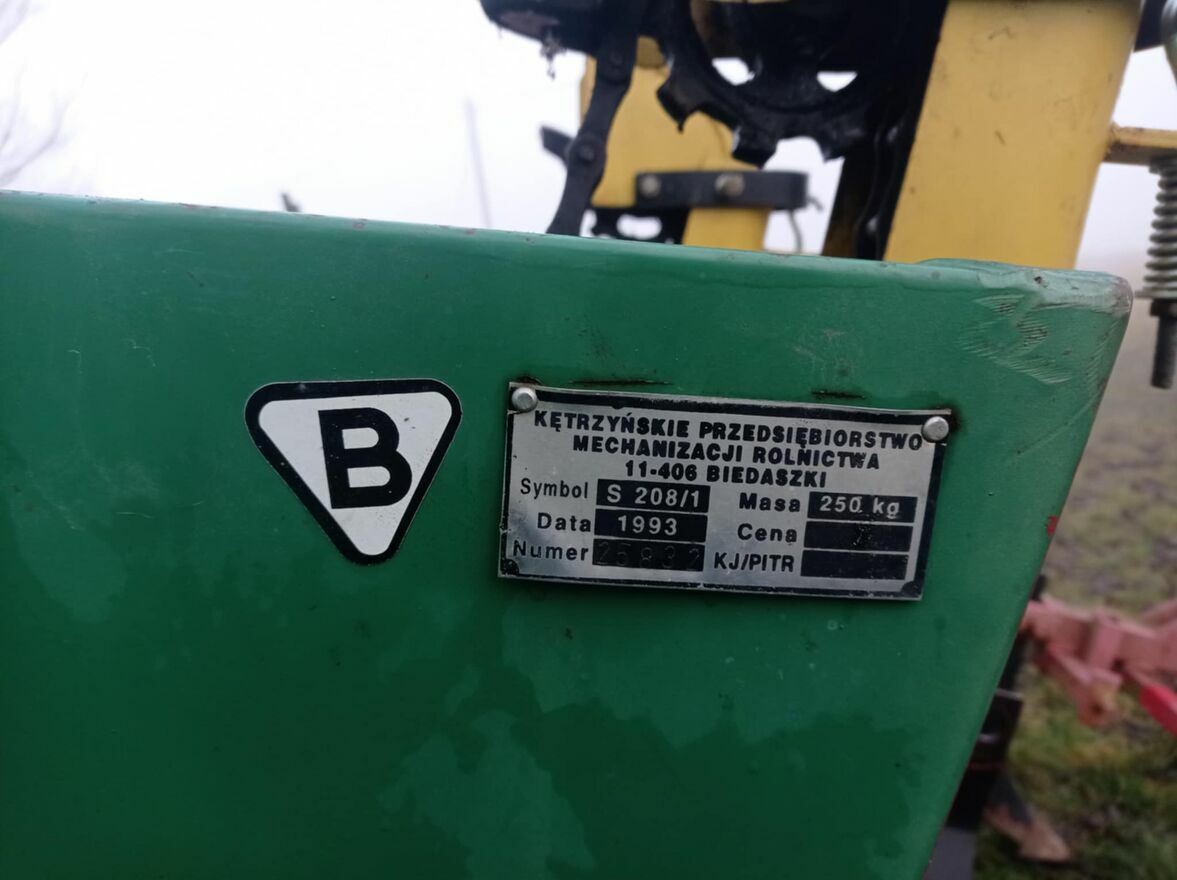 B
KĘTRZYŃSKIE PRZEDSIĘBIORSTWO
MECHANIZACJI ROLNICTWA
11-406 BIEDASZKI
Symbol S 208/1 Masa 250 kg
Data 1993 Cena
Numer 25832 KJ/PITR